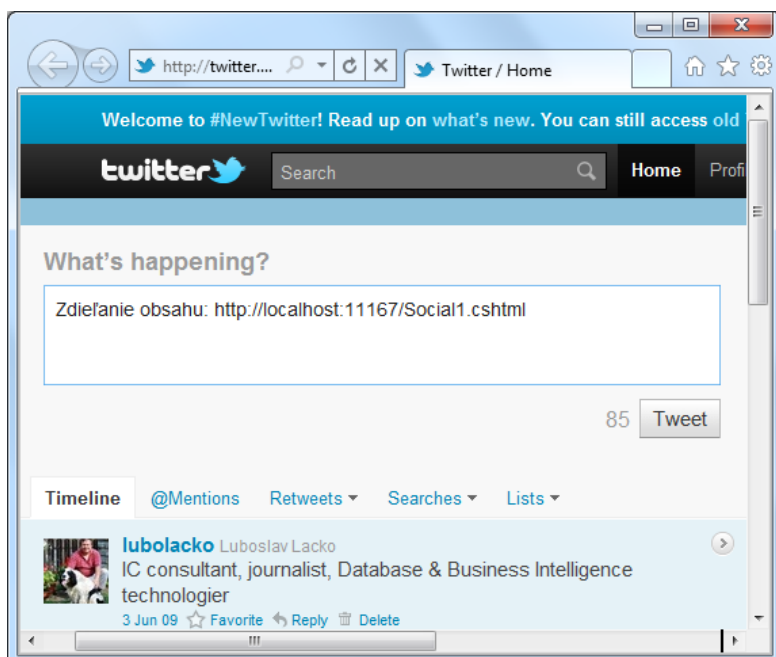 http://twitter....
Twitter / Home
Welcome to #NewTwitter! Read up on what's new. You can still access old
twitter
Search
Home
Profi
What's happening?
Zdieľanie obsahu: http://localhost:11167/Social1.cshtml
85
Tweet
Timeline
@Mentions
Retweets
Searches
Lists
lubolacko Luboslav Lacko
IC consultant, journalist, Database & Business Intelligence
technologier
3 Jun 09 Favorite Reply Delete